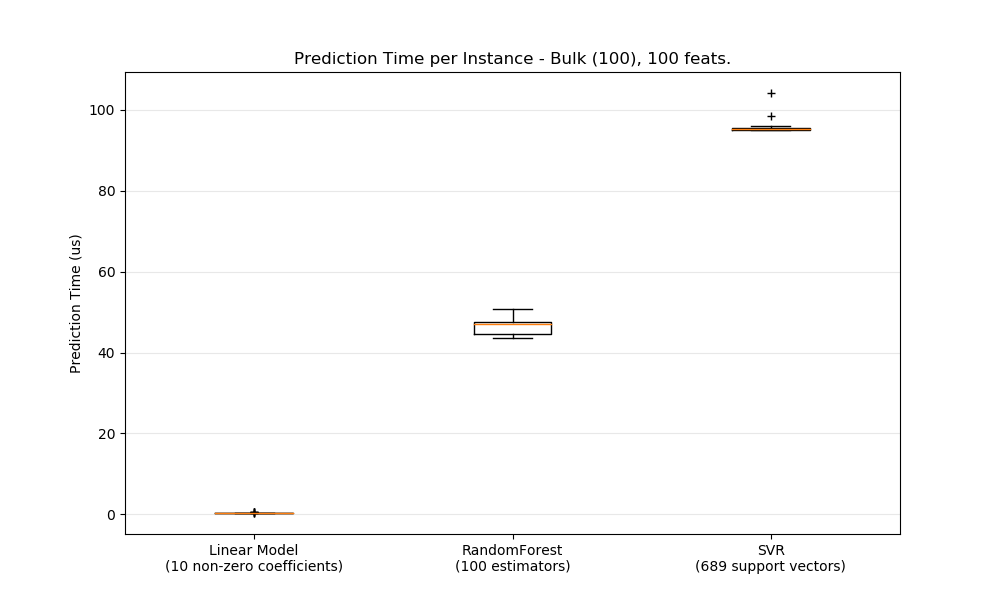 Prediction Time per Instance - Bulk (100), 100 feats.
Prediction Time (us)
100
80
60
40
20
0
Linear Model
(10 non-zero coefficients)
RandomForest
(100 estimators)
SVR
(689 support vectors)